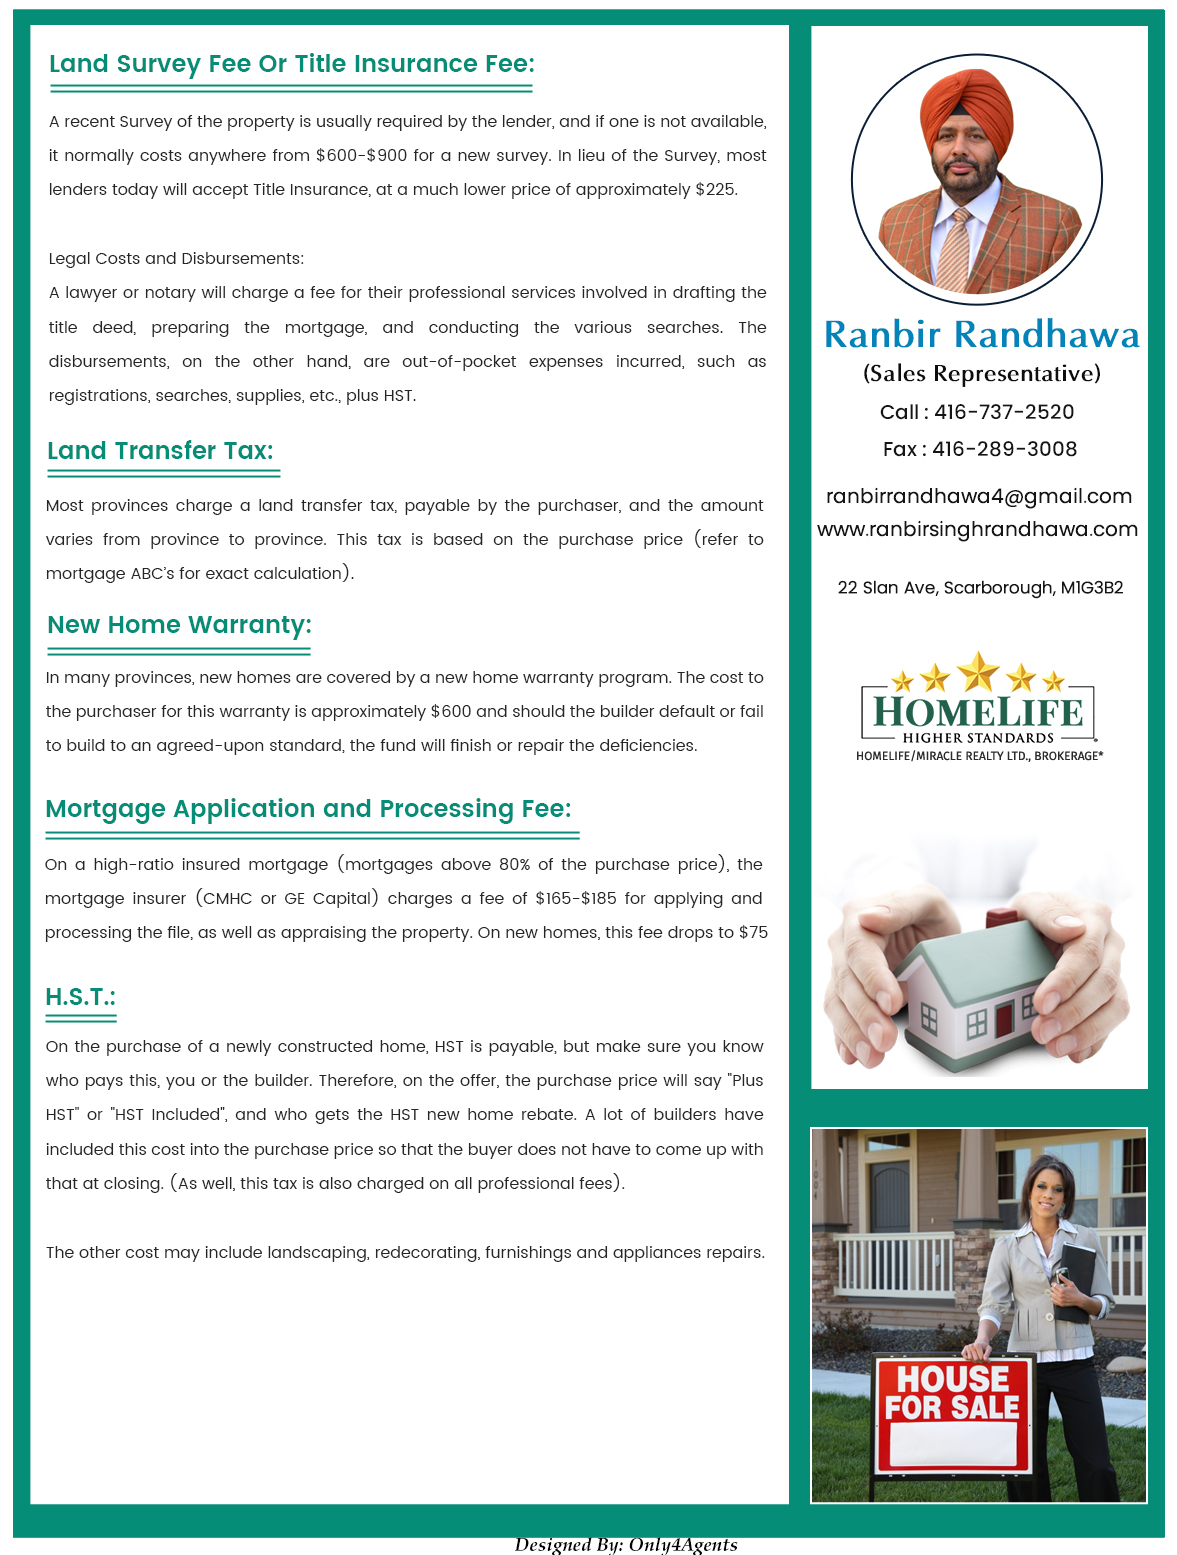 Land Survey Fee Or Title Insurance Fee:
A recent Survey of the property is usually required by the lender, and if one is not available,
it normally costs anywhere from $600-$900 for a new survey. In lieu of the Survey, most
lenders today will accept Title Insurance, at a much lower price of approximately $225.
Legal Costs and Disbursements:
A lawyer or notary will charge a fee for their professional services involved in drafting the
title deed, preparing the mortgage, and conducting the various searches. The
disbursements, on the other hand, are out-of-pocket expenses incurred, such as
registrations, searches, supplies, etc., plus HST.
Land Transfer Tax:
Most provinces charge a land transfer tax, payable by the purchaser, and the amount
varies from province to province. This tax is based on the purchase price (refer to
mortgage ABC's for exact calculation).
New Home Warranty:
In many provinces, new homes are covered by a new home warranty program. The cost to
the purchaser for this warranty is approximately $600 and should the builder default or fail
to build to an agreed-upon standard, the fund will finish or repair the deficiencies.
Mortgage Application and Processing Fee:
On a high-ratio insured mortgage (mortgages above 80% of the purchase price), the
mortgage insurer (CMHC or GE Capital) charges a fee of $165-$185 for applying and
processing the file, as well as appraising the property. On new homes, this fee drops to $75
H.S.T.:
On the purchase of a newly constructed home, HST is payable, but make sure you know
who pays this, you or the builder. Therefore, on the offer, the purchase price will say "Plus
HST" or "HST Included", and who gets the HST new home rebate. A lot of builders have
included this cost into the purchase price so that the buyer does not have to come up with
that at closing. (As well, this tax is also charged on all professional fees).
The other cost may include landscaping, redecorating, furnishings and appliances repairs.
Ranbir Randhawa
(Sales Representative)
Call : 416-737-2520
Fax : 416-289-3008
ranbirrandhawa4@gmail.com
www.ranbirsinghrandhawa.com
22 Slan Ave, Scarborough, M1G3B2
HOMELIFE
HIGHER STANDARDS
HOMELIFE/MIRACLE REALTY LTD., BROKERAGE*
1004
HOUSE
FOR SALE
Designed By: Only4Agents